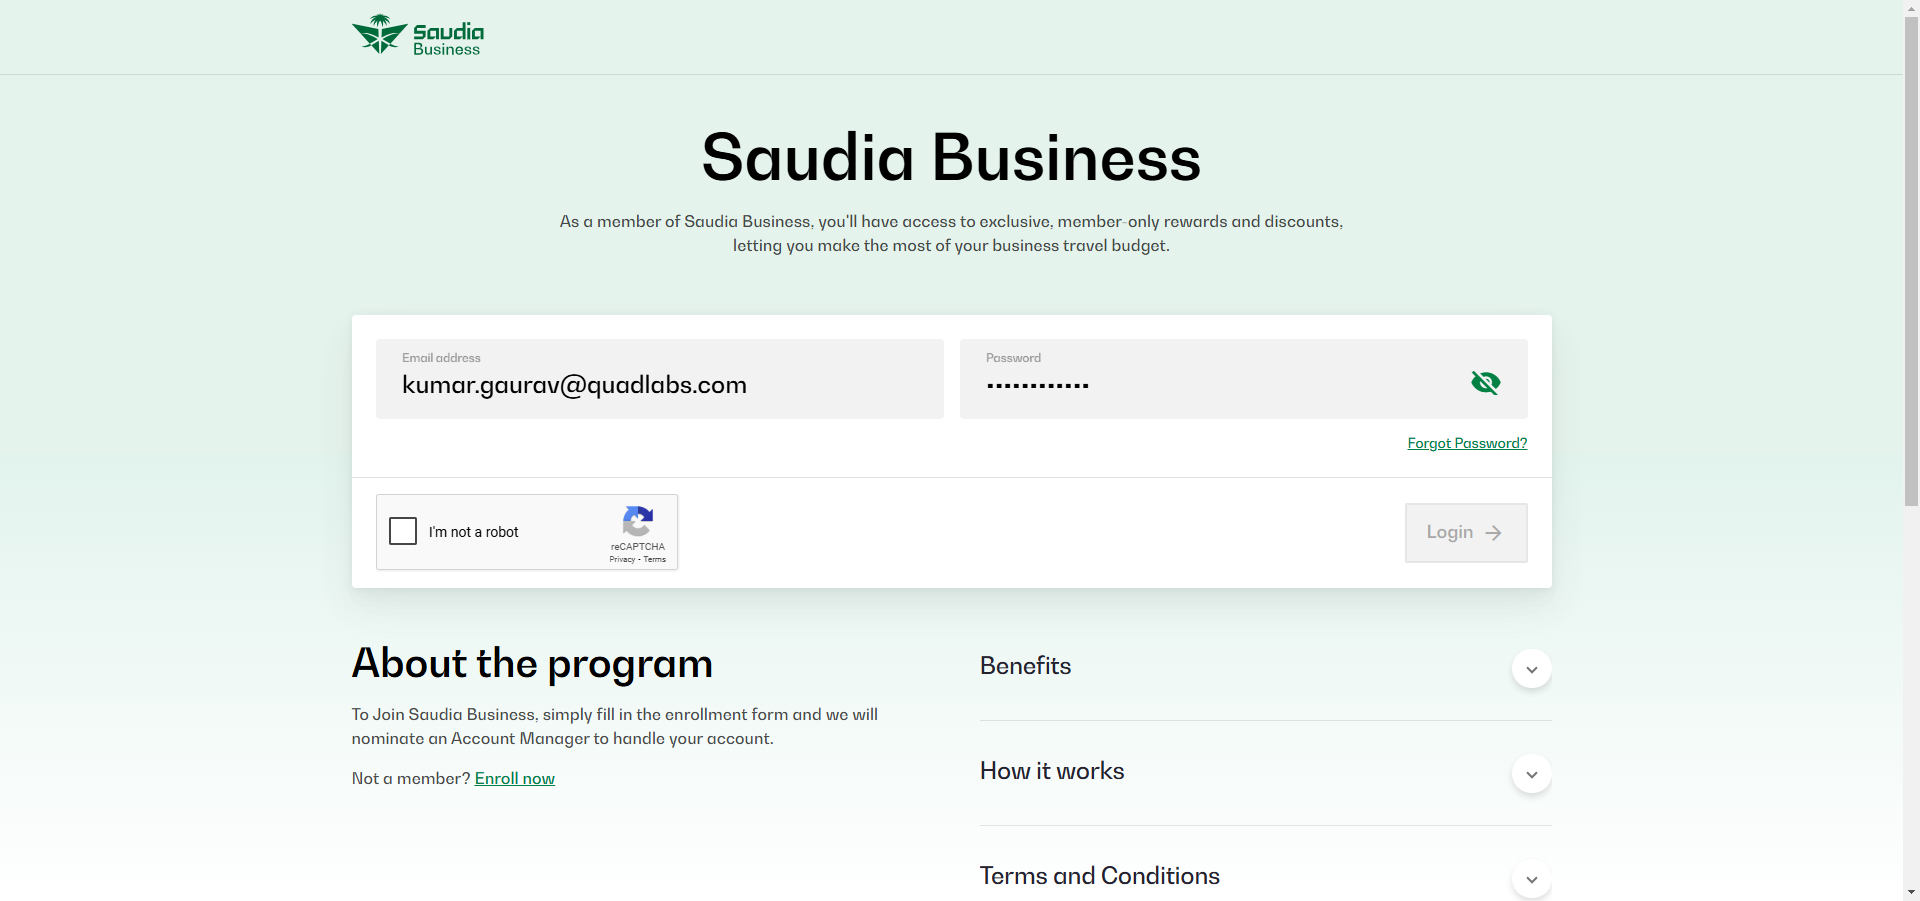 Saudia
Business
Saudia Business
As a member of Saudia Business, you'll have access to exclusive, member-only rewards and discounts,
letting you make the most of your business travel budget.
Email address
kumar.gaurav@quadlabs.com
Password
••••••••••••
Forgot Password?
I'm not a robot
reCAPTCHA
Privacy - Terms
Login
About the program
To Join Saudia Business, simply fill in the enrollment form and we will
nominate an Account Manager to handle your account.
Not a member? Enroll now
Benefits
How it works
Terms and Conditions